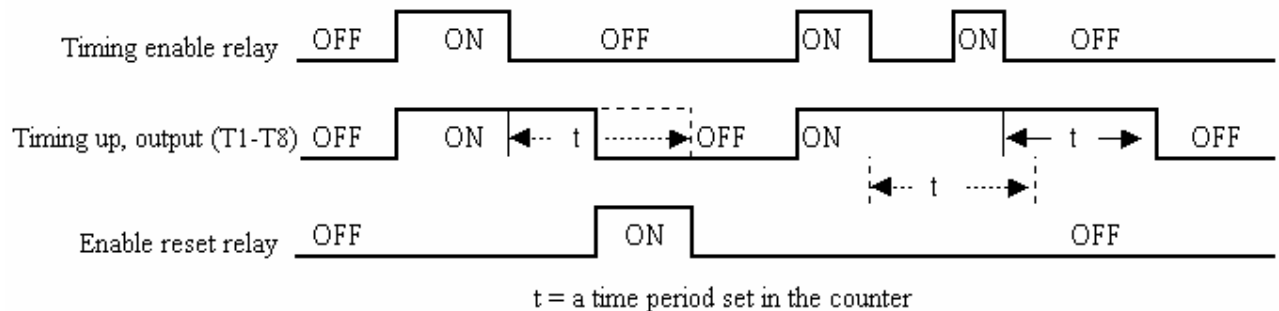 Timing enable relay OFF ON OFF ON ON OFF
Timing up, output (T1-T8) OFF ON t OFF ON t OFF
t
Enable reset relay OFF ON OFF
t = a time period set in the counter